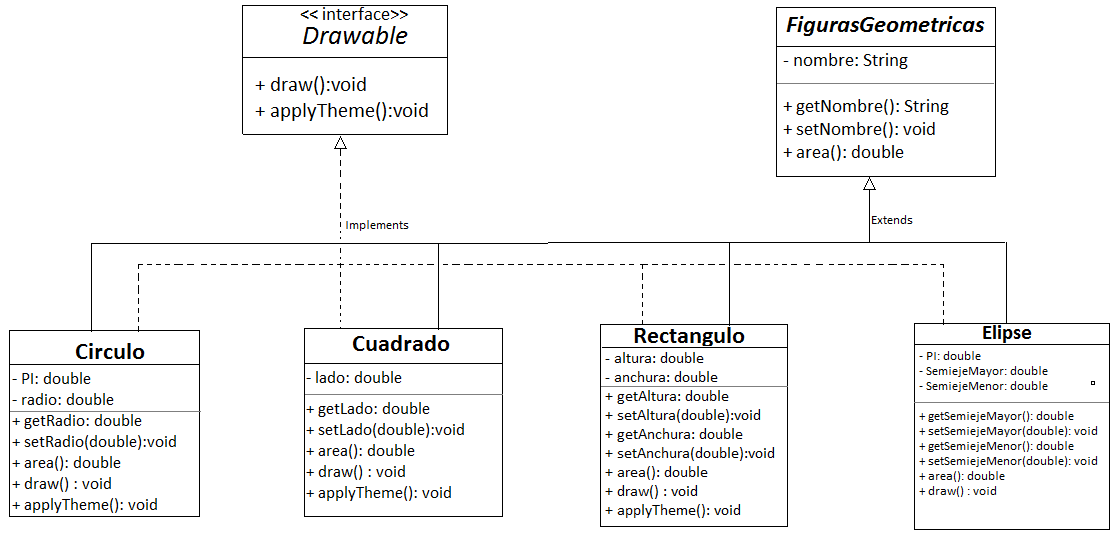 << interface>>
Drawable
+ draw():void
+ applyTheme():void
FigurasGeometricas
- nombre: String
+ getNombre(): String
+ setNombre(): void
+ area(): double
Implements
Extends
Circulo
- PI: double
- radio: double
+ getRadio: double
+ setRadio(double):void
+ area(): double
+ draw() : void
+ applyTheme(): void
Cuadrado
- lado: double
+ getLado: double
+ setLado(double):void
+ area(): double
+ draw() : void
+ applyTheme(): void
Rectangulo
- altura: double
- anchura: double
+ getAltura: double
+ setAltura(double):void
+ getAnchura: double
+ setAnchura(double):void
+ area(): double
+ draw() : void
+ applyTheme(): void
Elipse
- PI: double
- SemiejeMayor: double
- SemiejeMenor: double
+ getSemiejeMayor(): double
+ setSemiejeMayor(double): void
+ getSemiejeMenor(): double
+ setSemiejeMenor(double): void
+ area(): double
+ draw() : void